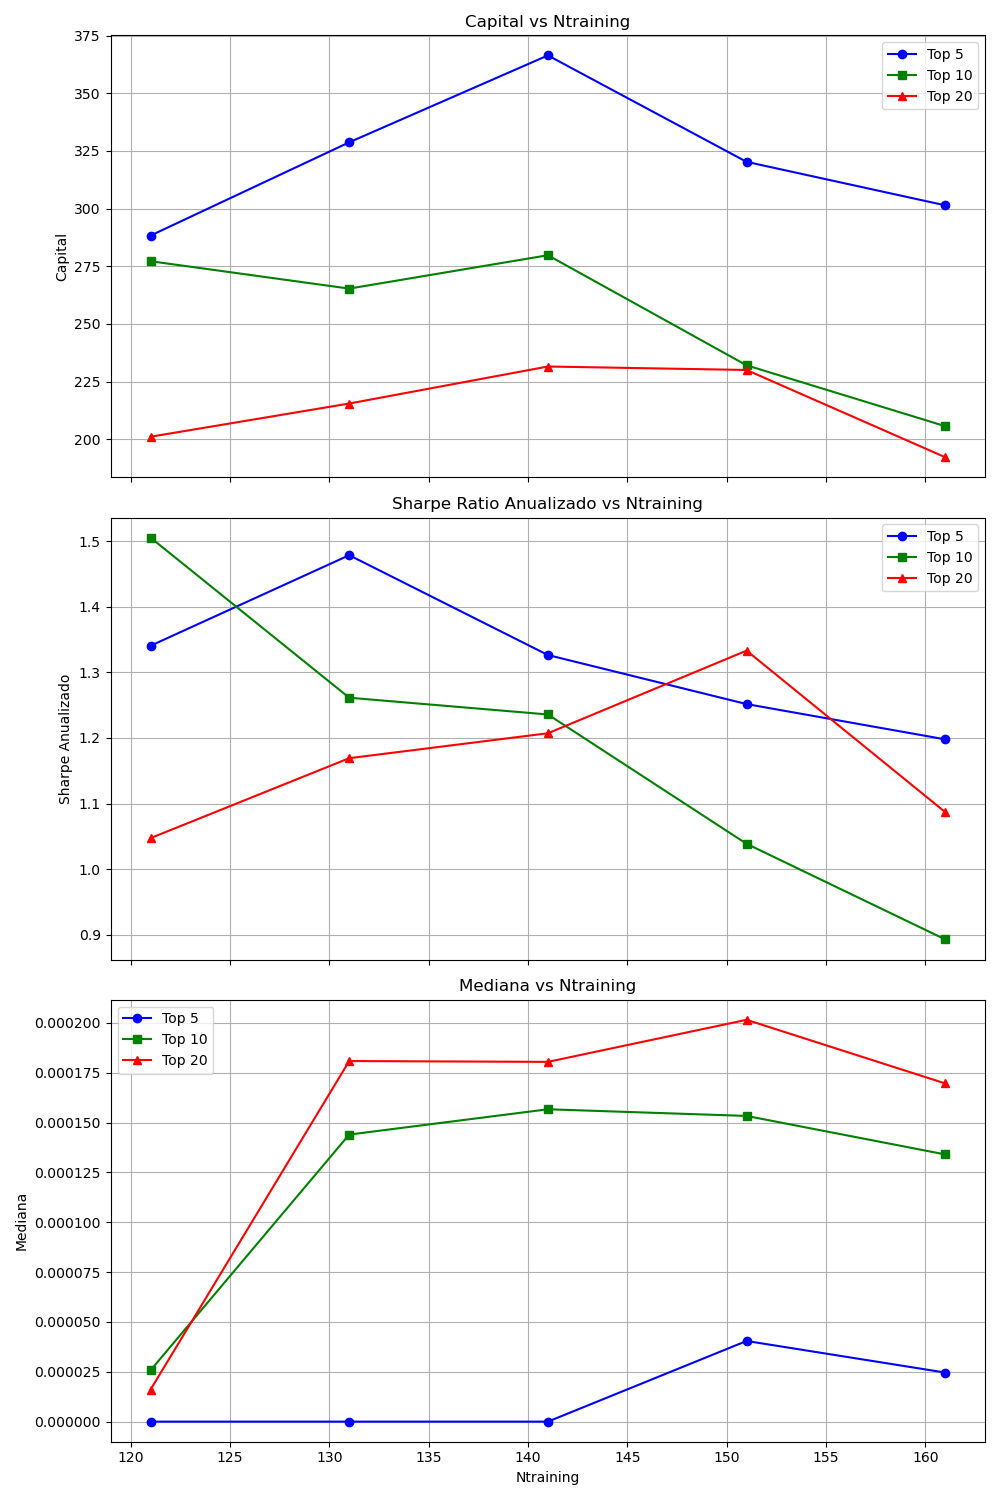 Capital vs Ntraining
375
350
325
300
275
250
225
200
Capital
Top 5
Top 10
Top 20
Sharpe Ratio Anualizado vs Ntraining
1.5
1.4
1.3
1.2
1.1
1.0
0.9
Sharpe Anualizado
Top 5
Top 10
Top 20
Mediana vs Ntraining
0.000200
0.000175
0.000150
0.000125
0.000100
0.000075
0.000050
0.000025
0.000000
Mediana
Top 5
Top 10
Top 20
120 125 130 135 140 145 150 155 160
Ntraining